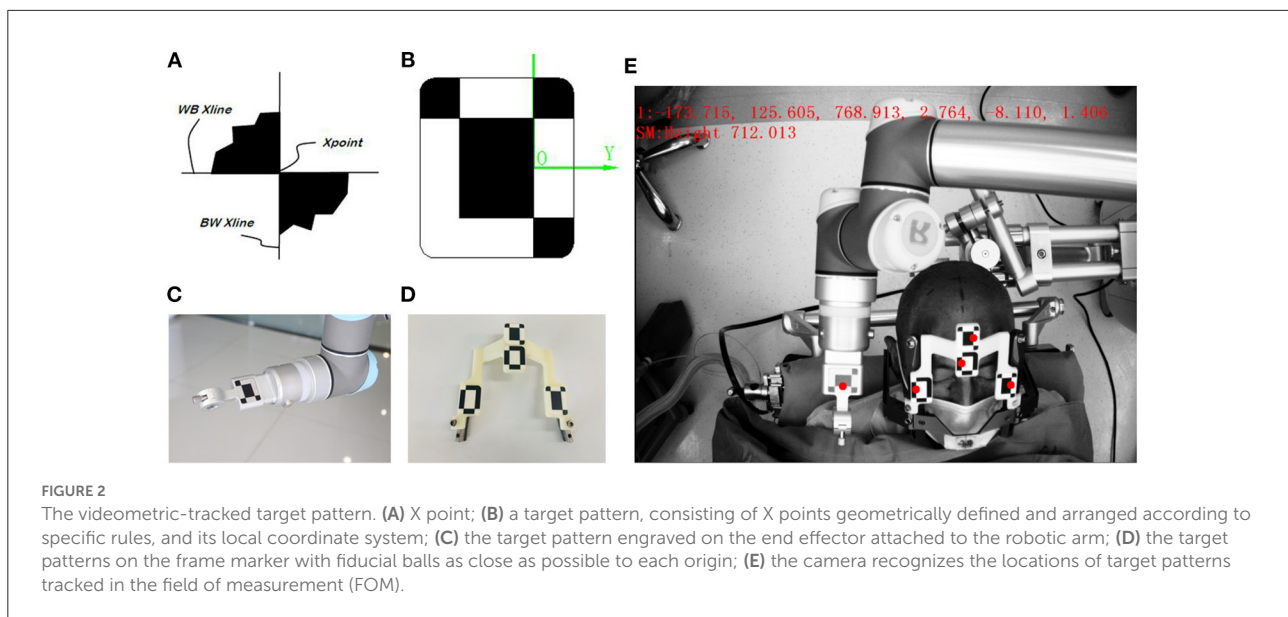 A
B
E
WB Xline
Xpoint
BW Xline
O
Y
1:-173.715, 125.605, 768.913, 2.764, -8.110, 1.406
SM:Height 712.013
R
C
D
FIGURE 2
The videometric-tracked target pattern. (A) X point; (B) a target pattern, consisting of X points geometrically defined and arranged according to
specific rules, and its local coordinate system; (C) the target pattern engraved on the end effector attached to the robotic arm; (D) the target
patterns on the frame marker with fiducial balls as close as possible to each origin; (E) the camera recognizes the locations of target patterns
tracked in the field of measurement (FOM).